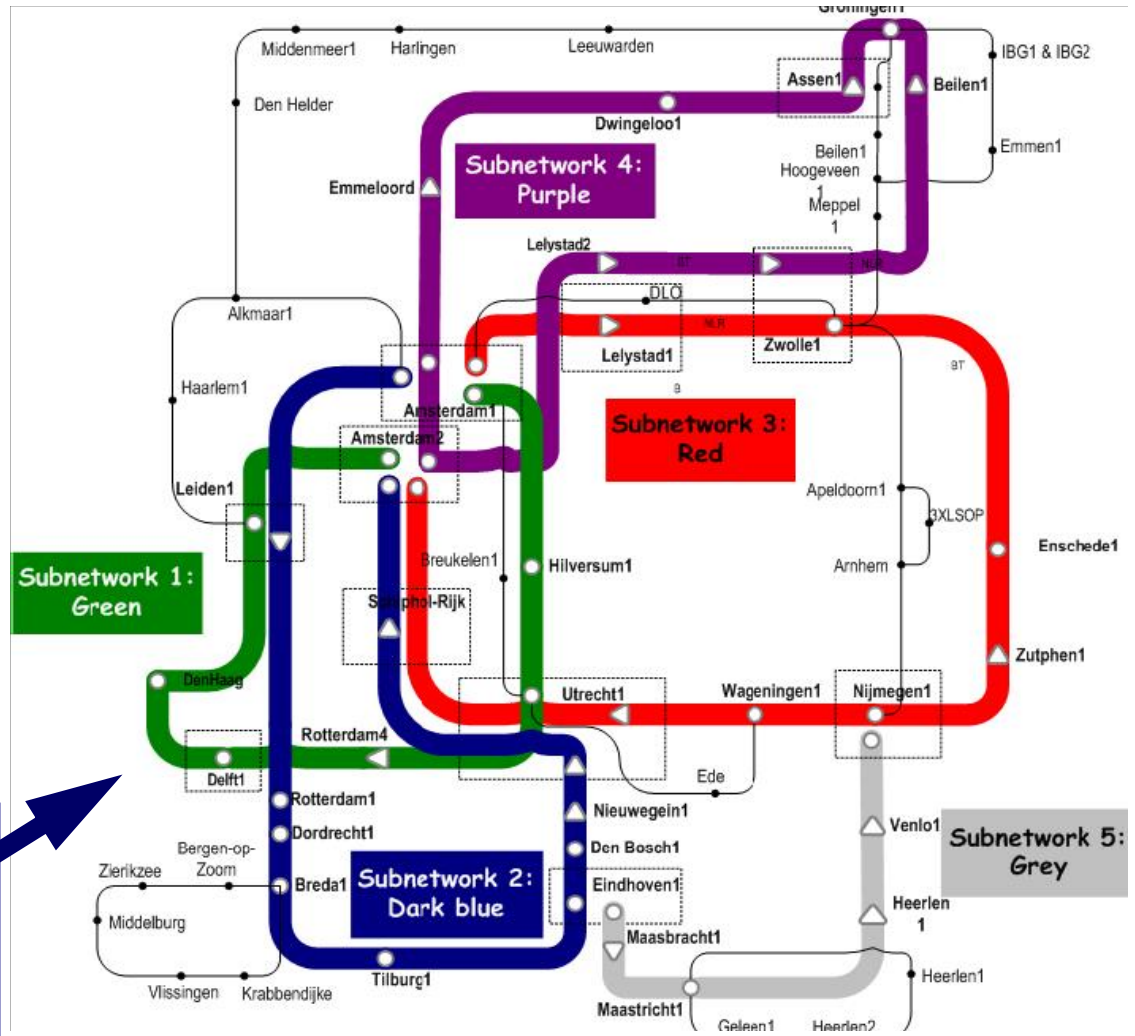 Groningen1
Middenmeer1
Harlingen
Leeuwarden
IBG1 & IBG2
Assen1
Beilen1
Den Helder
Dwingeloo1
Beilen1
Emmen1
Subnetwork 4:
Purple
Hoogeveen
1
Emmeloord
Meppel
1
Lelystad2
BT
NLR
DLO
Alkmaar1
NLR
Lelystad1
Zwolle1
BT
Haarlem1
B
Amsterdam1
Subnetwork 3:
Red
Amsterdam2
Leiden1
Apeldoorn1
3XLSOP
Breukelen1
Hilversum1
Enschede1
Arnhem
Subnetwork 1:
Green
Schiphol-Rijk
DenHaag
Utrecht1
Wageningen1
Nijmegen1
Zutphen1
Rotterdam4
Delft1
Ede
Rotterdam1
Nieuwegein1
Venlo1
Dordrecht1
Subnetwork 5:
Grey
Bergen-op-
Zoom
Den Bosch1
Zierikzee
Breda1
Subnetwork 2:
Dark blue
Eindhoven1
Heerlen
1
Middelburg
Maasbracht1
Tilburg1
Heerlen1
Vlissingen
Krabbendijke
Maastricht1
Geleen1
Heerlen2